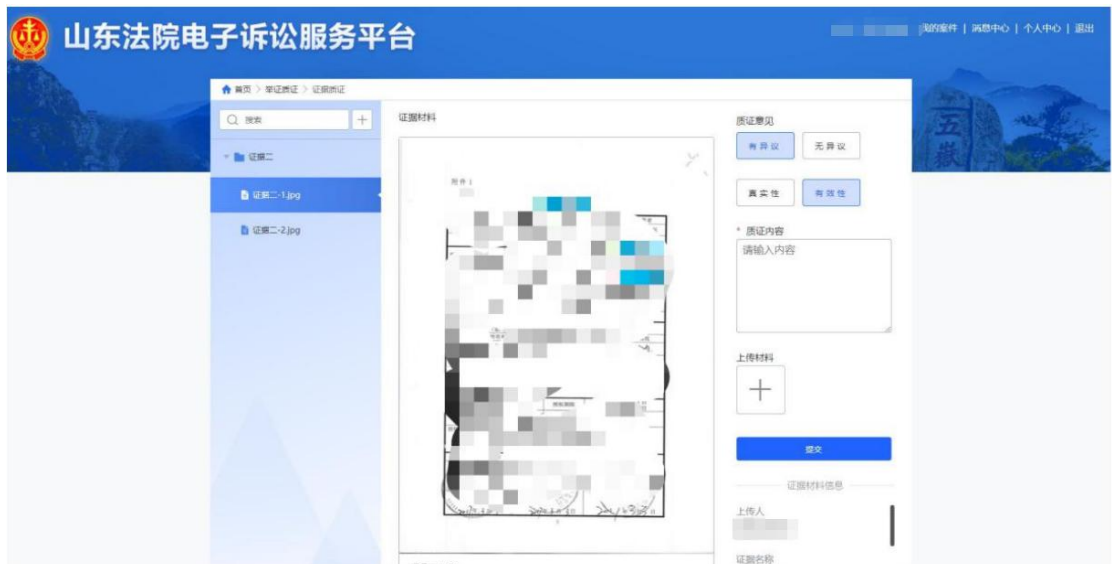 山东法院电子诉讼服务平台
我的案件 | 消息中心 | 个人中心 | 退出
首页 > 举证质证 > 证据质证
搜索
证据二
证据二-1.jpg
证据二-2.jpg
证据材料
附件1
质证意见
有异议
无异议
真实性
有效性
* 质证内容
请输入内容
上传材料
提交
证据材料信息
上传人
证据名称
五
嶽